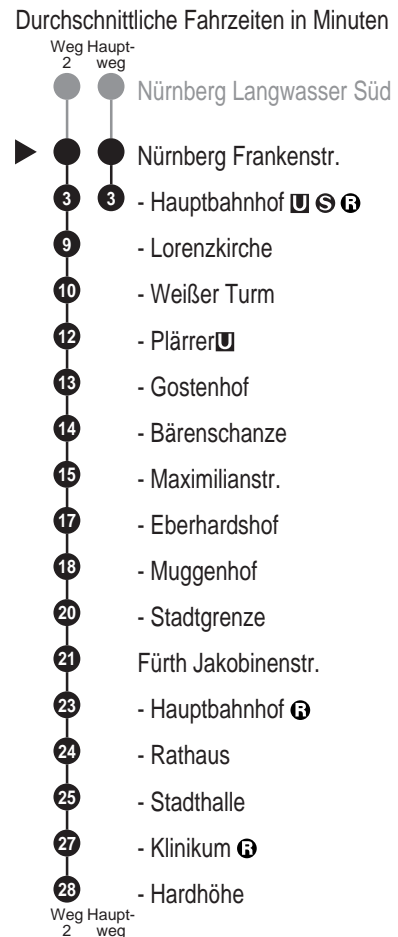 Durchschnittliche Fahrzeiten in Minuten
Weg Haupt-
2 weg
Nürnberg Langwasser Süd
Nürnberg Frankenstr.
3 3 - Hauptbahnhof U S R
9 - Lorenzkirche
10 - Weißer Turm
12 - Plärrer U
13 - Gostenhof
14 - Bärenschanze
15 - Maximilianstr.
17 - Eberhardshof
18 - Muggenhof
20 - Stadtgrenze
21 Fürth Jakobinenstr.
23 - Hauptbahnhof R
24 - Rathaus
25 - Stadthalle
27 - Klinikum R
28 - Hardhöhe
Weg Haupt-
2 weg